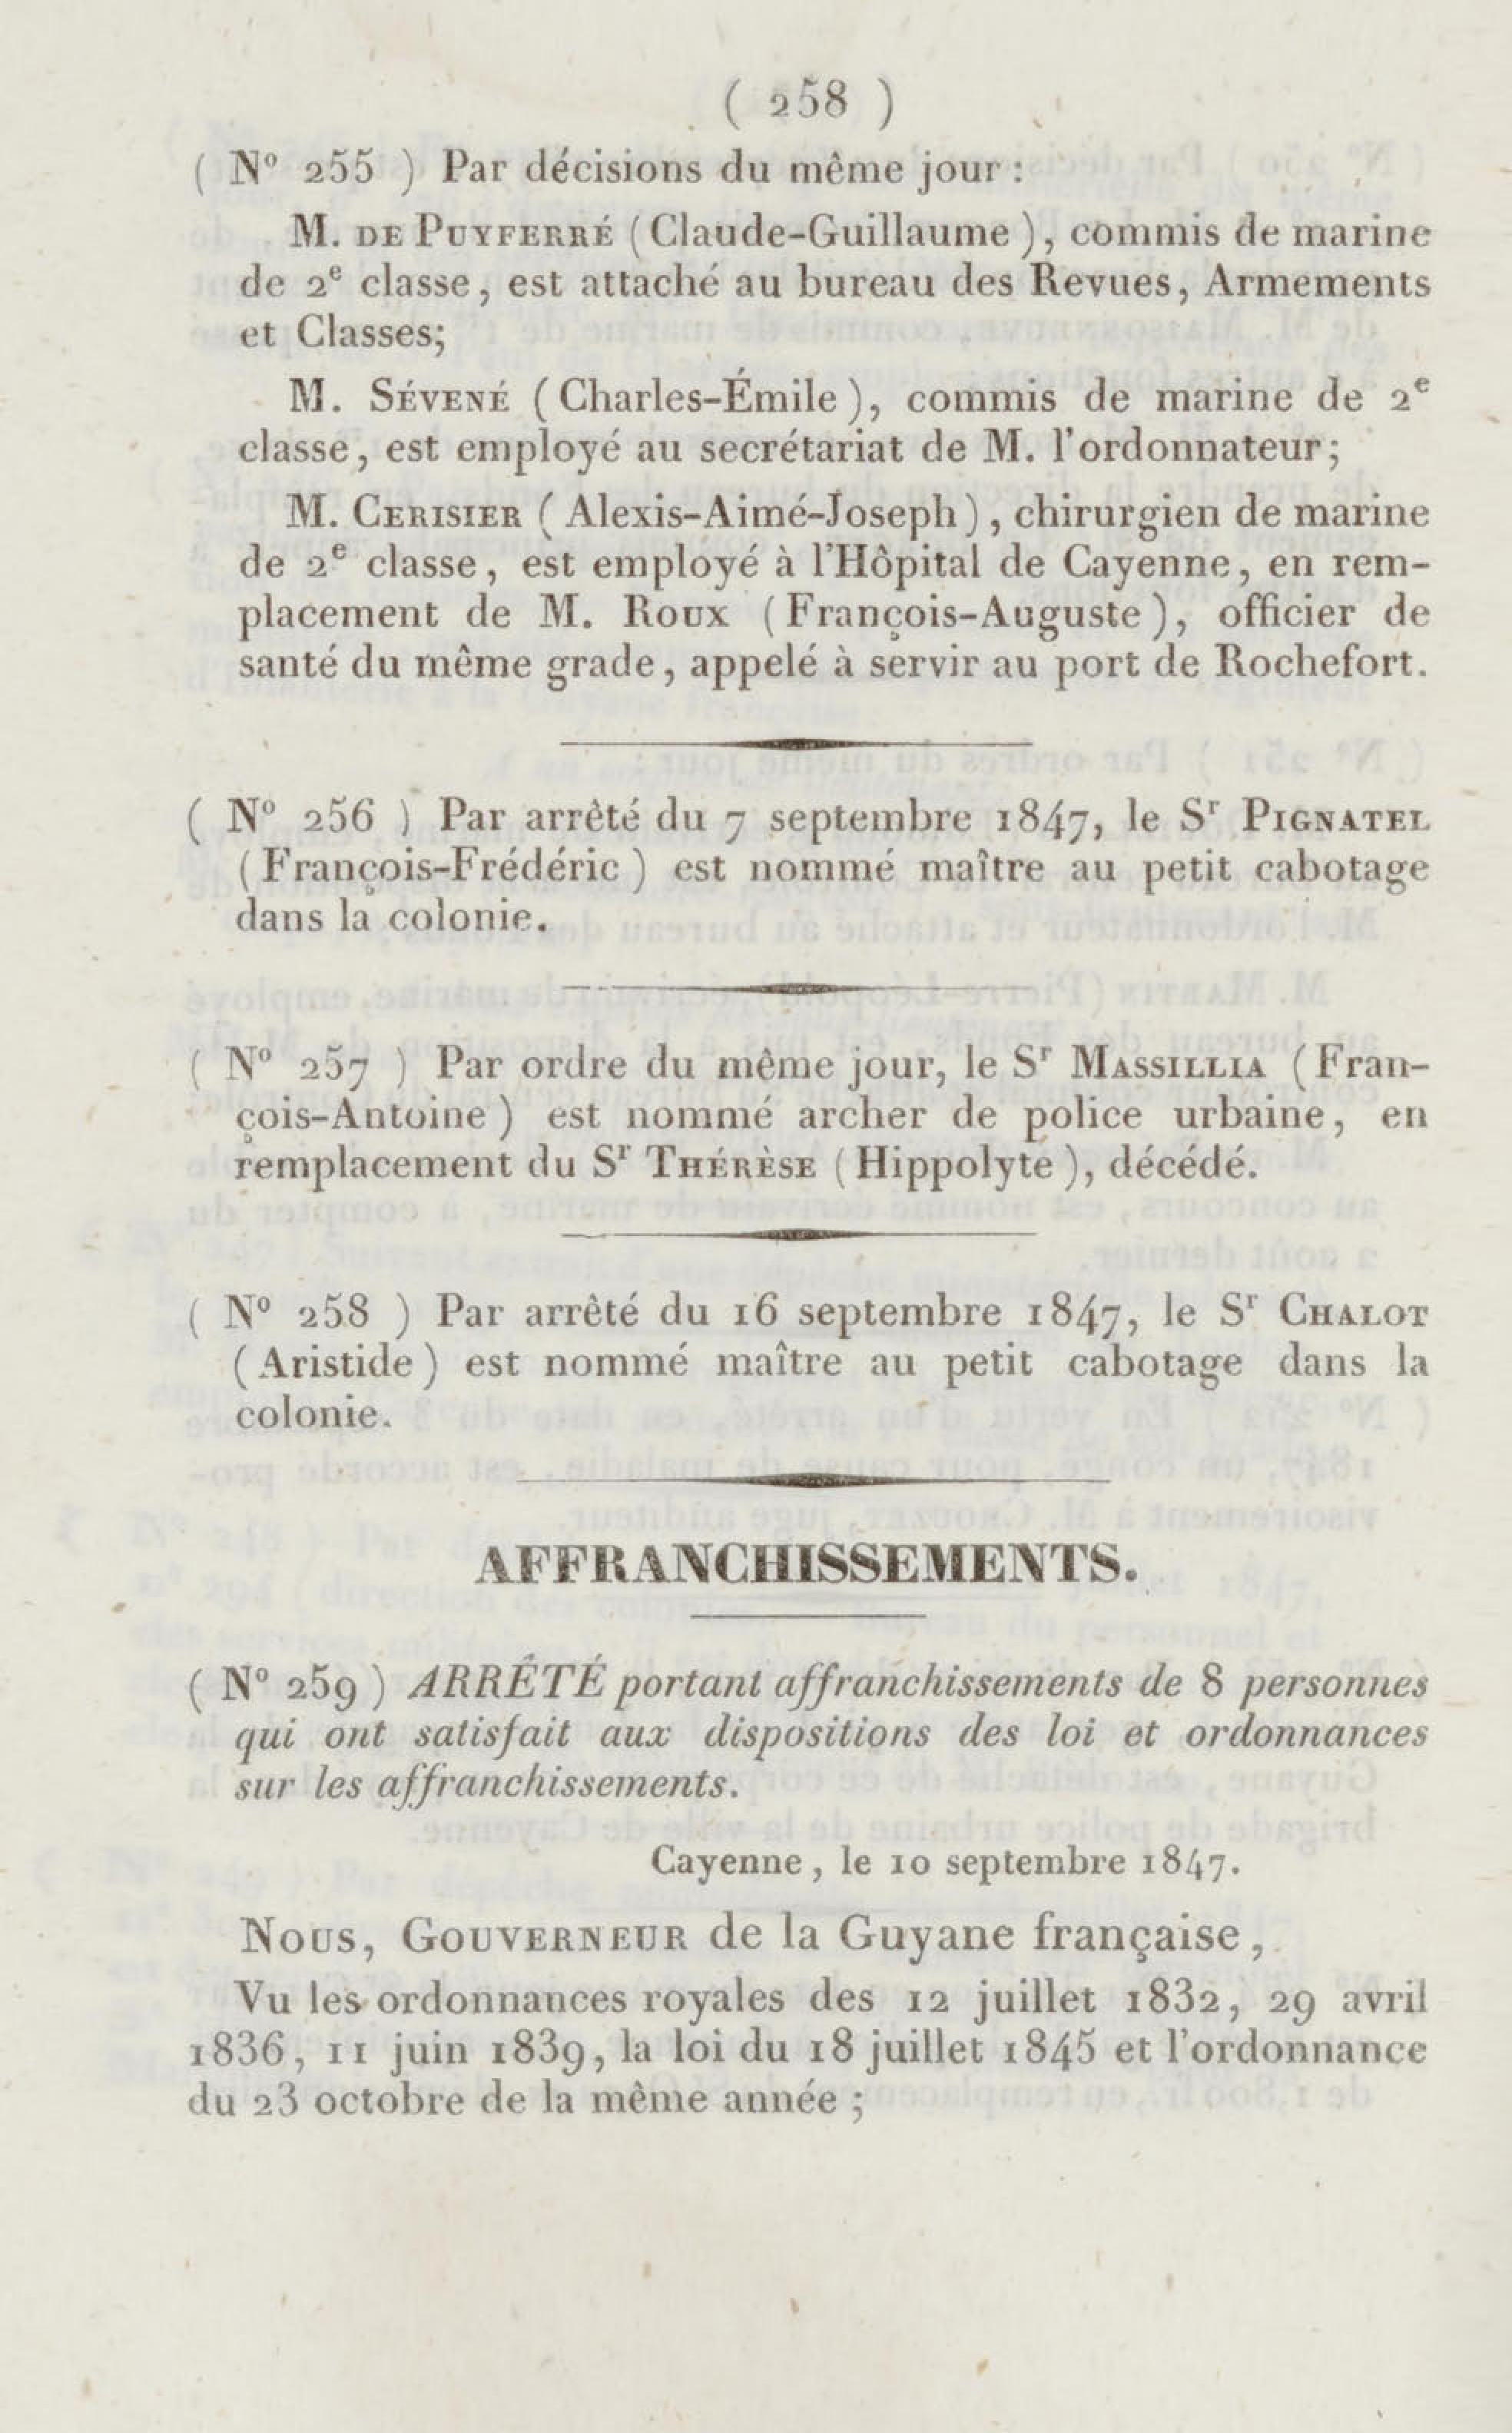 ( 258 )
( Nº 255 ) Par décisions du même jour :
M. DE PUYFERRÉ ( Claude-Guillaume ), commis de marine
de 2e classe, est attaché au bureau des Revues, Armements
et Classes;
M. SÉVENÉ ( Charles-Émile ), commis de marine de 2e
classe, est employé au secrétariat de M. l'ordonnateur;
M. CERISIER ( Alexis-Aimé-Joseph ), chirurgien de marine
de 2e classe, est employé à l'Hôpital de Cayenne, en rem-
placement de M. ROUX ( François-Auguste ), officier de
santé du même grade, appelé à servir au port de Rochefort.
( Nº 256 ) Par arrêté du 7 septembre 1847, le Sr PIGNATEL
( François-Frédéric ) est nommé maître au petit cabotage
dans la colonie.
( Nº 257 ) Par ordre du même jour, le Sr MASSILLIA ( Fran-
çois-Antoine ) est nommé archer de police urbaine, en
remplacement du Sr THÉRÈSE ( Hippolyte ), décédé.
( Nº 258 ) Par arrêté du 16 septembre 1847, le Sr CHALOT
( Aristide ) est nommé maître au petit cabotage dans la
colonie.
AFFRANCHISSEMENTS.
( Nº 259 ) ARRÊTÉ portant affranchissements de 8 personnes
qui ont satisfait aux dispositions des loi et ordonnances
sur les affranchissements.
Cayenne, le 10 septembre 1847.
NOUS, GOUVERNEUR de la Guyane française,
Vu les ordonnances royales des 12 juillet 1832, 29 avril
1836, 11 juin 1839, la loi du 18 juillet 1845 et l'ordonnance
du 23 octobre de la même année ;